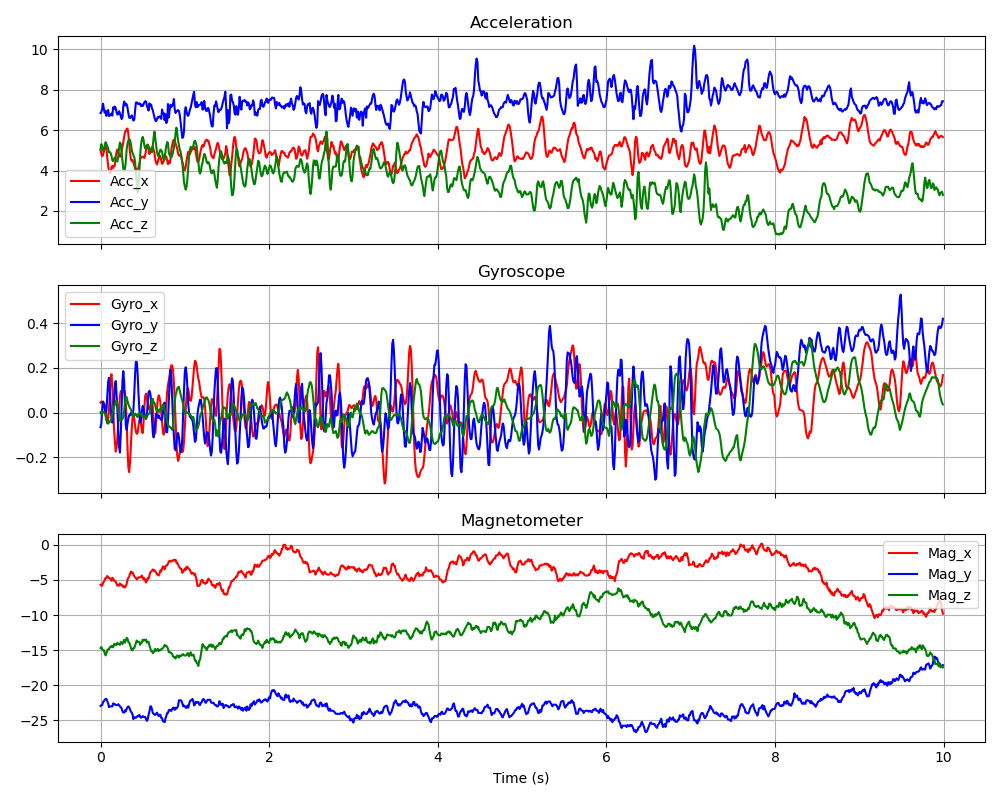 Acceleration
10
8
6
4
2
Acc_x
Acc_y
Acc_z
Gyroscope
0.4
0.2
0.0
−0.2
Gyro_x
Gyro_y
Gyro_z
Magnetometer
0
−5
−10
−15
−20
−25
Mag_x
Mag_y
Mag_z
0 2 4 6 8 10
Time (s)